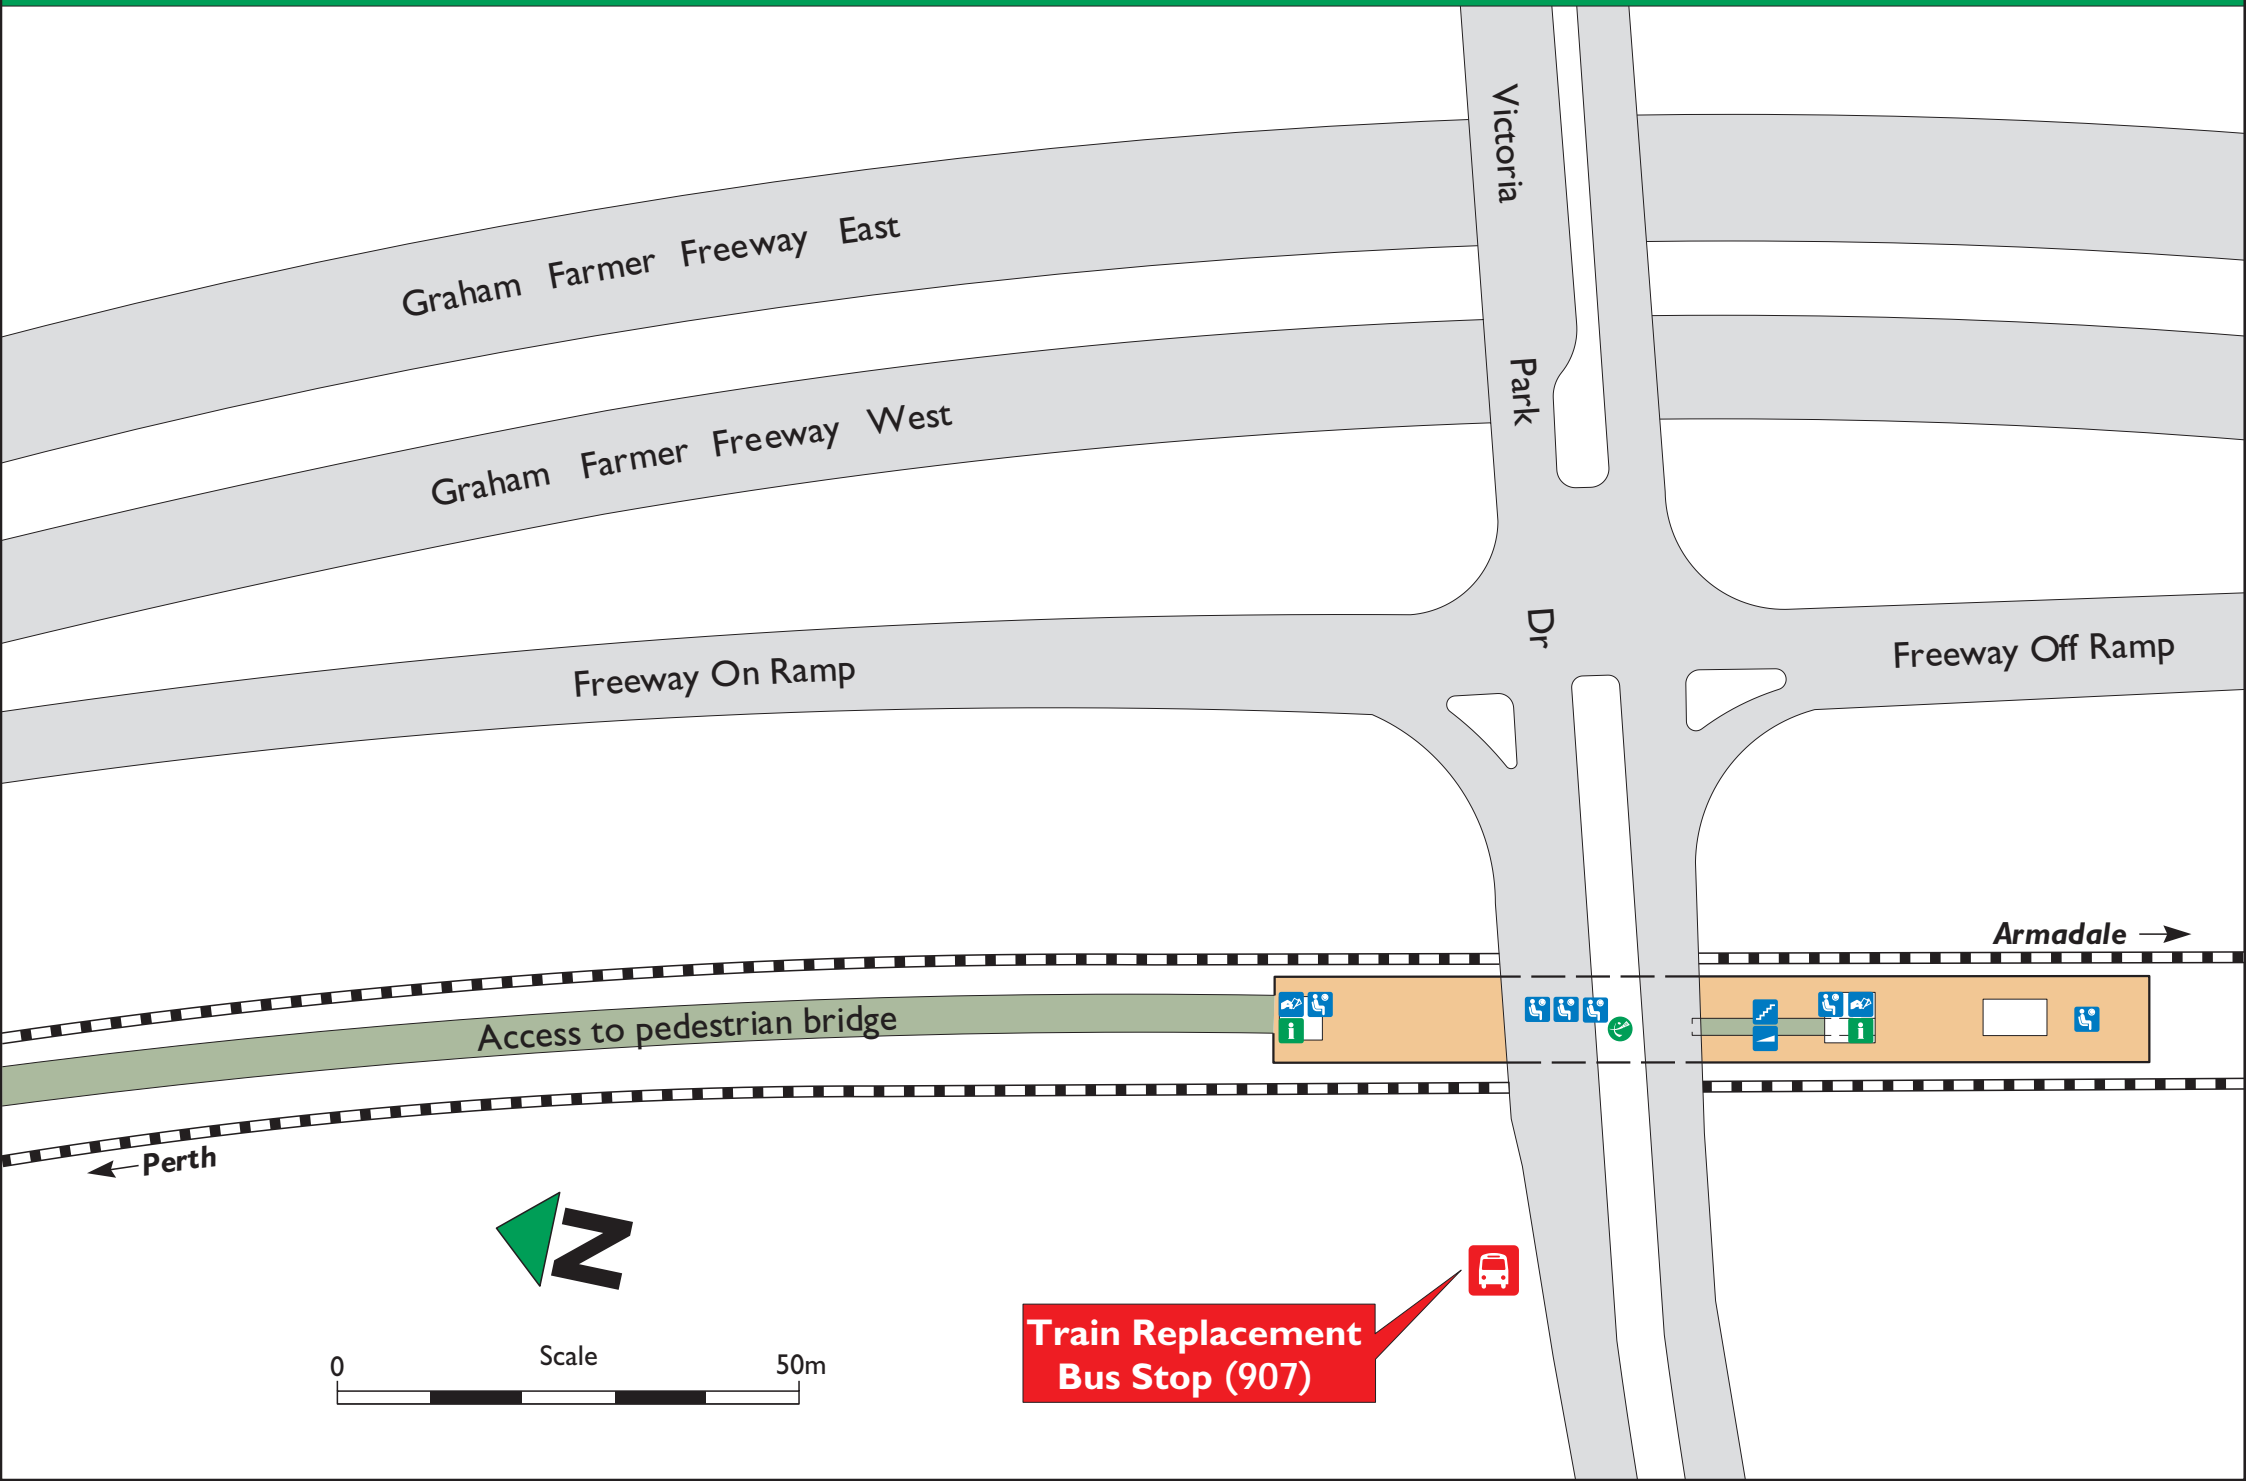 Victoria Park Dr
Graham Farmer Freeway East
Graham Farmer Freeway West
Freeway On Ramp
Freeway Off Ramp
Armadale
Access to pedestrian bridge
i
i
Perth
N
Train Replacement
Bus Stop (907)
Scale
0 50m